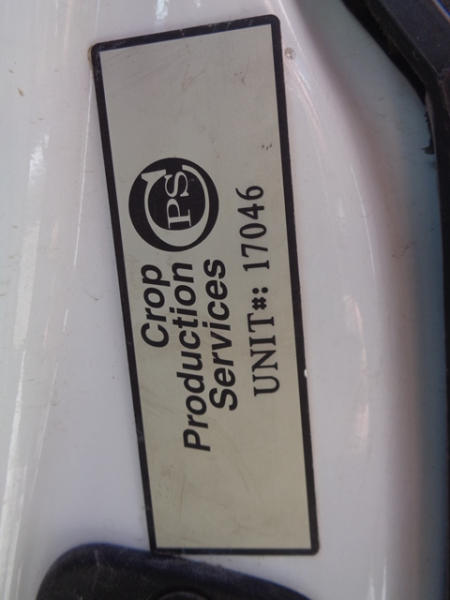 CPS
Crop
Production
Services
UNIT#: 17046